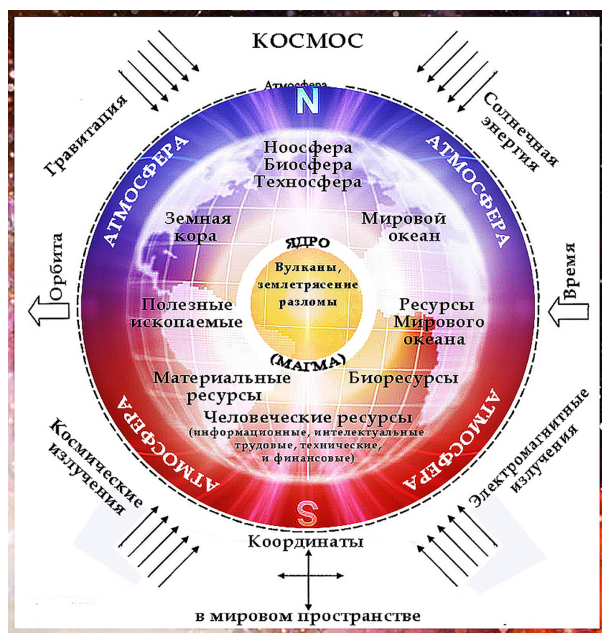 КОСМОС
Атмосфера
N
Гравитация
Солнечная
энергия
АТМОСФЕРА
АТМОСФЕРА
Ноосфера
Биосфера
Техносфера
Земная
кора
Мировой
океан
ЯДРО
Вулканы,
землетрясение
разломы
(МАГМА)
Орбита
Время
Полезные
ископаемые
Ресурсы
Мирового
океана
Материальные
ресурсы
Биоресурсы
Человеческие ресурсы
(информационные, интелектуальные
трудовые, технические,
и финансовые)
АТМОСФЕРА
АТМОСФЕРА
Космические
излучения
Электромагнитные
излучения
S
Координаты
в мировом пространстве